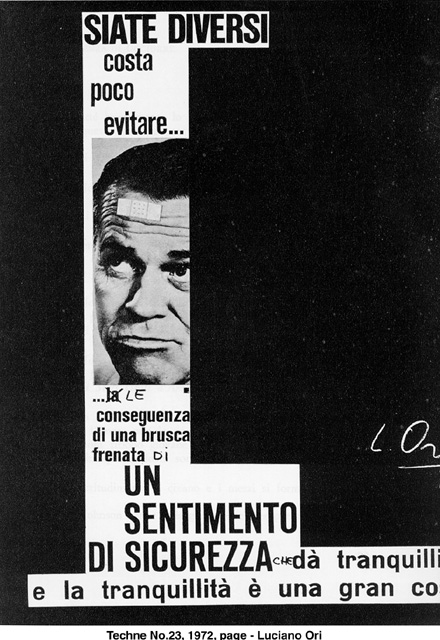 SIATE DIVERSI
costa
poco
evitare...
...la LE
conseguenza
di una brusca
frenata DI
UN
SENTIMENTO
DI SICUREZZA CHE dà tranquilli
e la tranquillità è una gran co
L. Or
Techne No.23, 1972, page - Luciano Ori